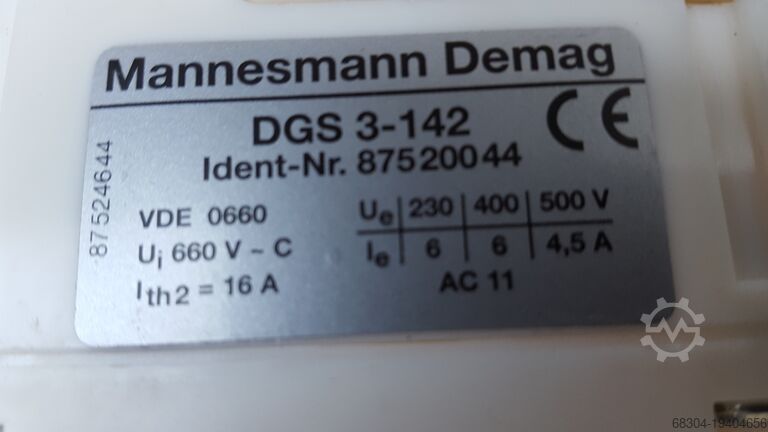 Mannesmann Demag
DGS 3-142 CE
Ident-Nr. 87520044
87524644
VDE 0660
Ui 660 V ~ C
Ith2 = 16 A
Ue 230 400 500 V
Ie 6 6 4,5 A
AC 11
68304-19404656